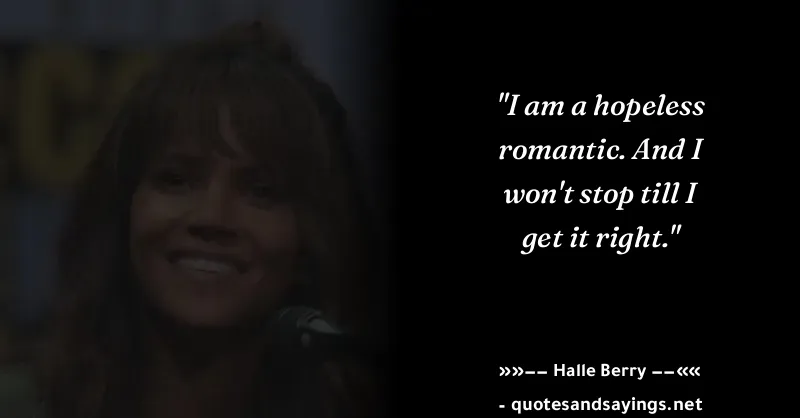 "I am a hopeless
romantic. And I
won't stop till I
get it right."
»»−− Halle Berry −−««
- quotesandsayings.net